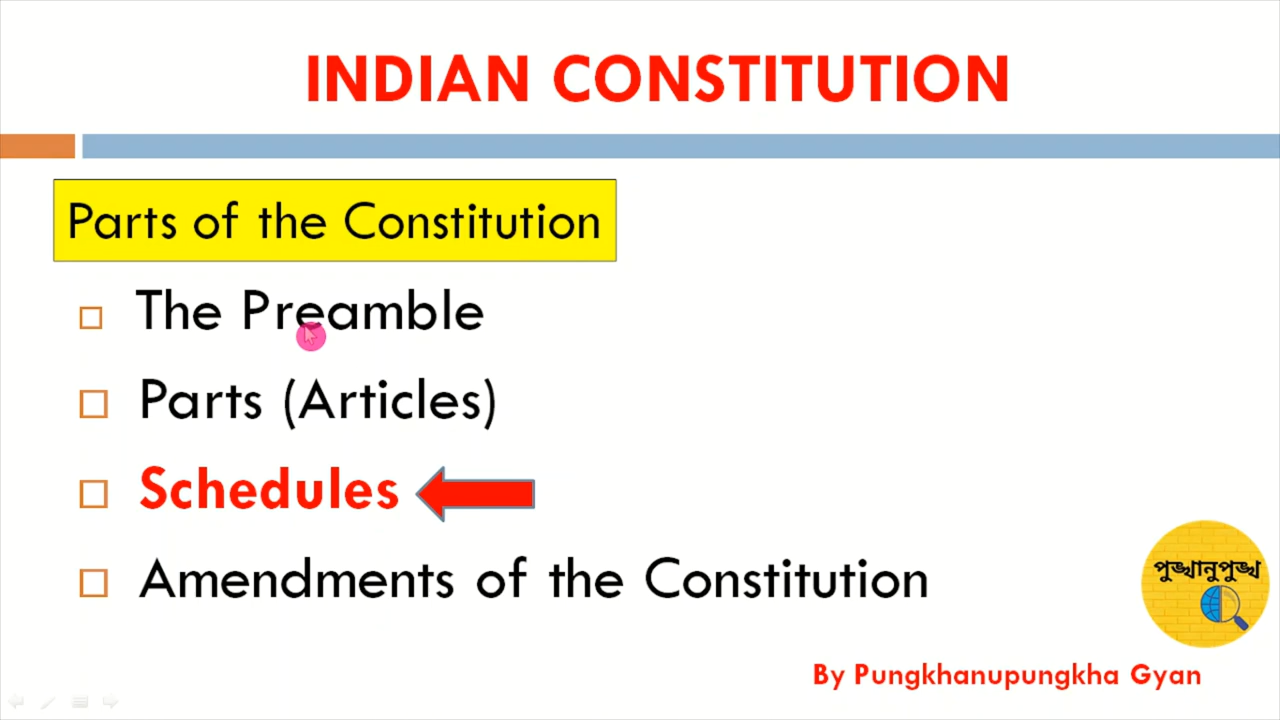 INDIAN CONSTITUTION
Parts of the Constitution
The Preamble
Parts (Articles)
Schedules
Amendments of the Constitution
পুঙ্খানুপুঙ্খ
By Pungkhanupungkha Gyan